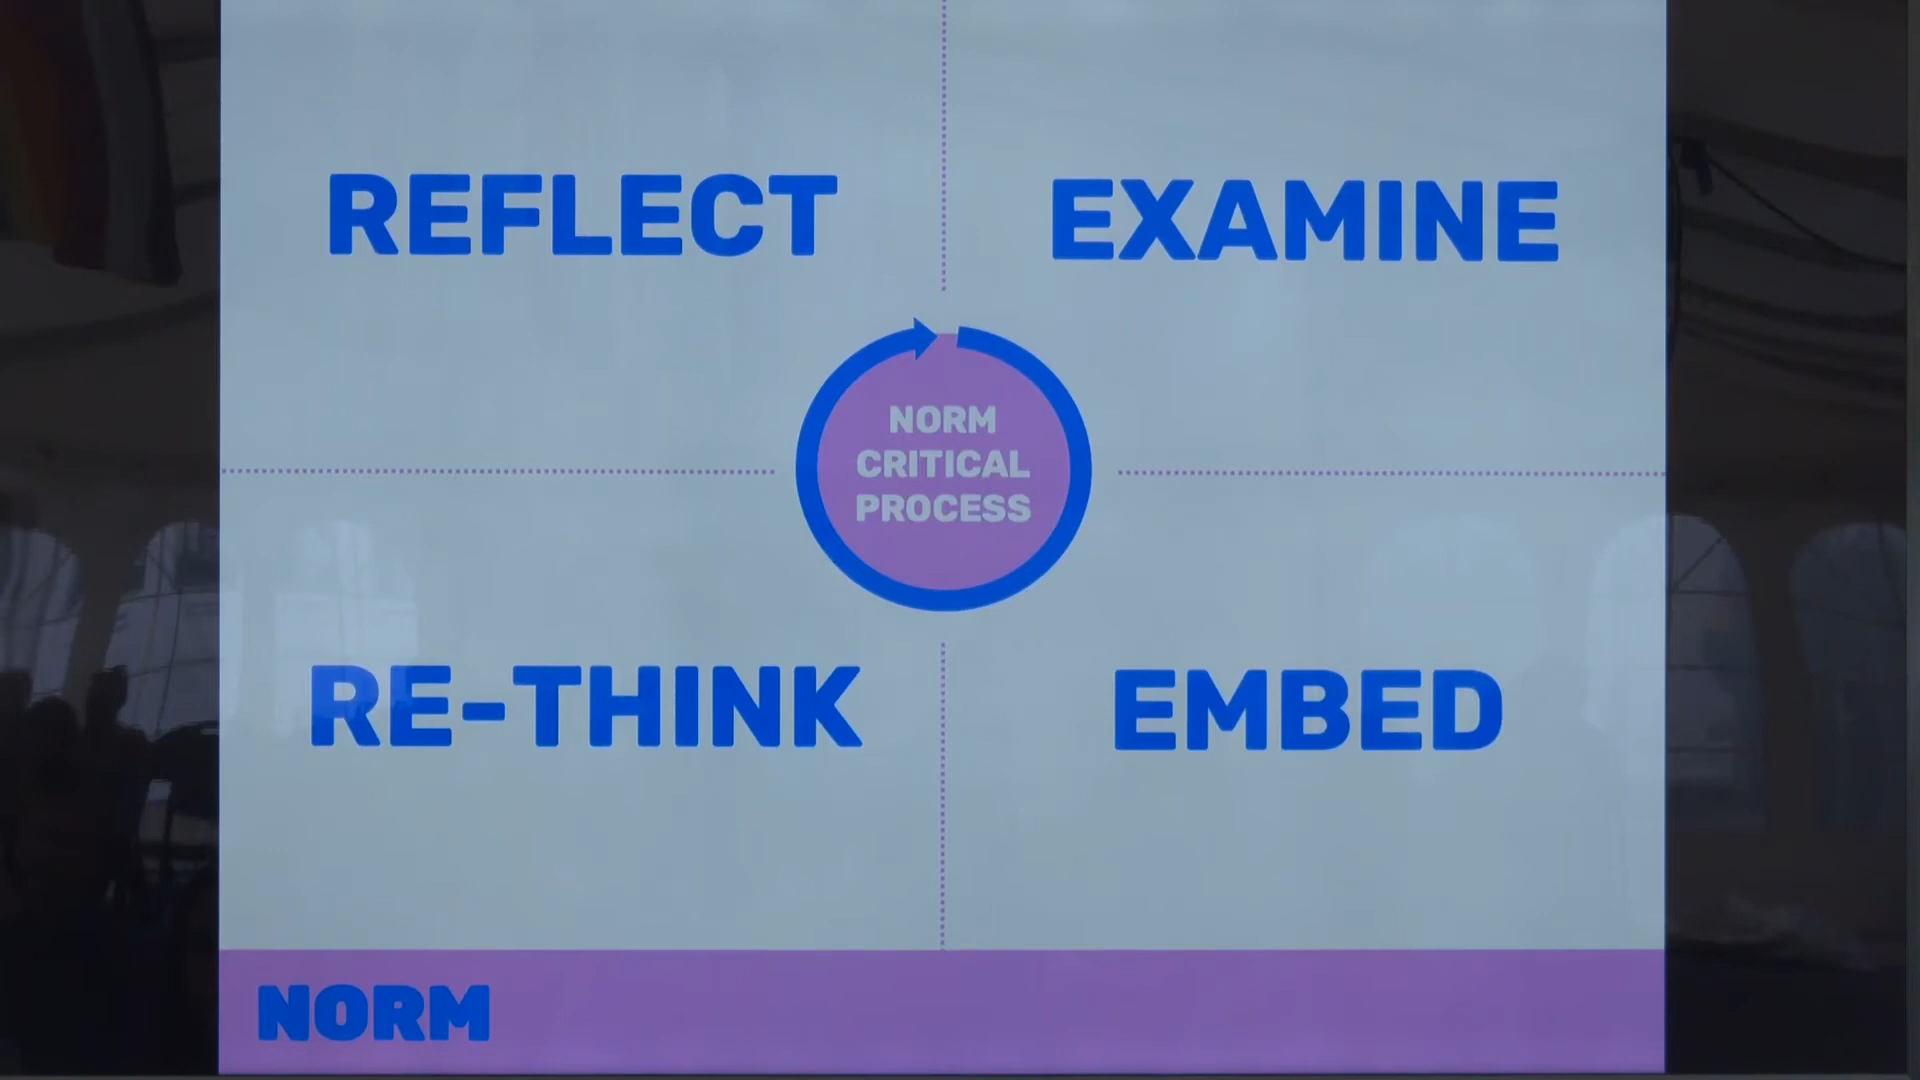 REFLECT
EXAMINE
NORM
CRITICAL
PROCESS
RE-THINK
EMBED
NORM